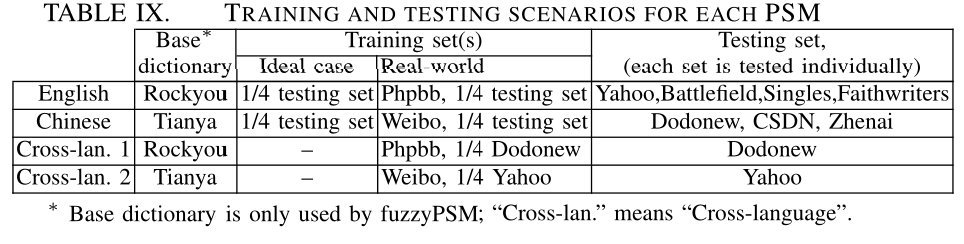 TABLE IX. TRAINING AND TESTING SCENARIOS FOR EACH PSM
Base* Training set(s) Testing set,
dictionary Ideal case Real-world (each set is tested individually)
English Rockyou 1/4 testing set Phpbb, 1/4 testing set Yahoo,Battlefield,Singles,Faithwriters
Chinese Tianya 1/4 testing set Weibo, 1/4 testing set Dodonew, CSDN, Zhenai
Cross-lan. 1 Rockyou – Phpbb, 1/4 Dodonew Dodonew
Cross-lan. 2 Tianya – Weibo, 1/4 Yahoo Yahoo
* Base dictionary is only used by fuzzyPSM; “Cross-lan.” means “Cross-language”.